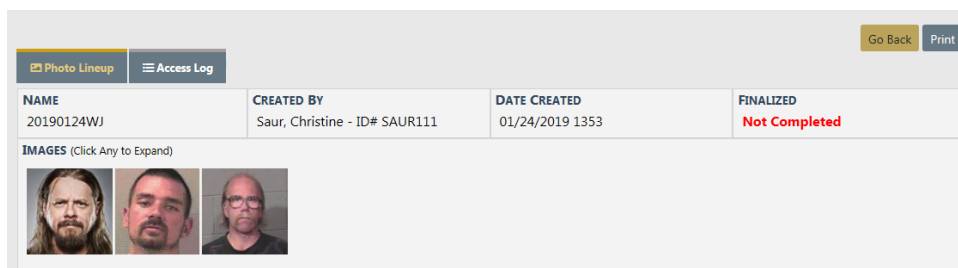 Go Back Print
Photo Lineup Access Log
NAME CREATED BY DATE CREATED FINALIZED
20190124WJ Saur, Christine - ID# SAUR111 01/24/2019 1353 Not Completed
IMAGES (Click Any to Expand)